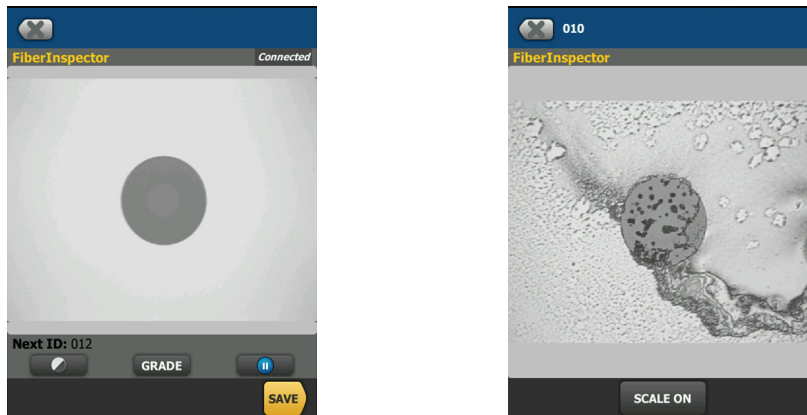 FiberInspector
Connected
Next ID: 012
GRADE
SAVE
010
FiberInspector
SCALE ON